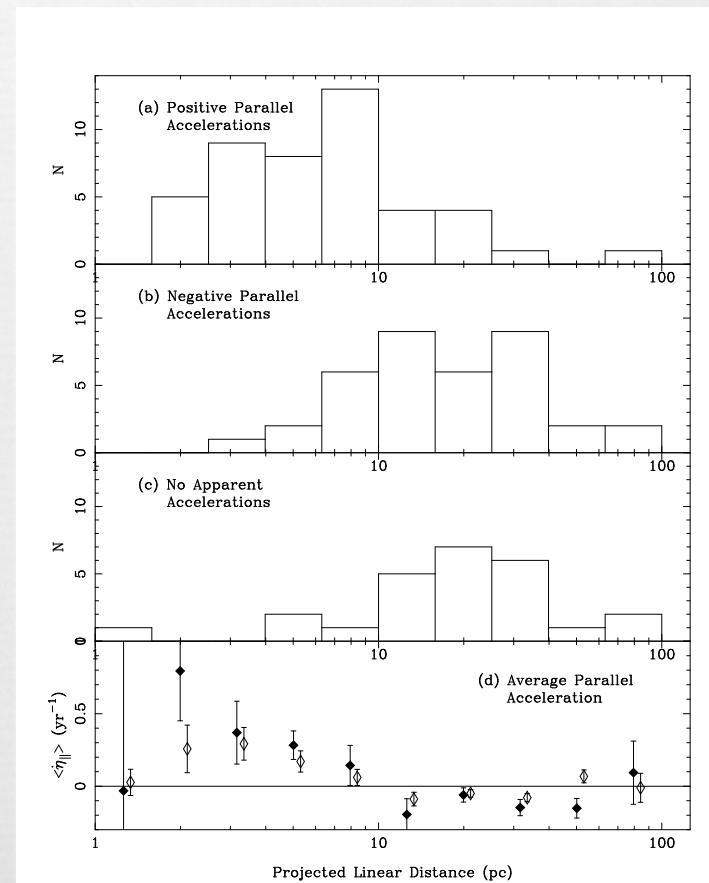 (a) Positive Parallel
Accelerations
N
10
5
0
1
10
100
(b) Negative Parallel
Accelerations
N
10
5
0
1
10
100
(c) No Apparent
Accelerations
N
10
5
0
1
10
100
(d) Average Parallel
Acceleration
<η̇||> (yr⁻¹)
0.5
0
1
10
100
Projected Linear Distance (pc)